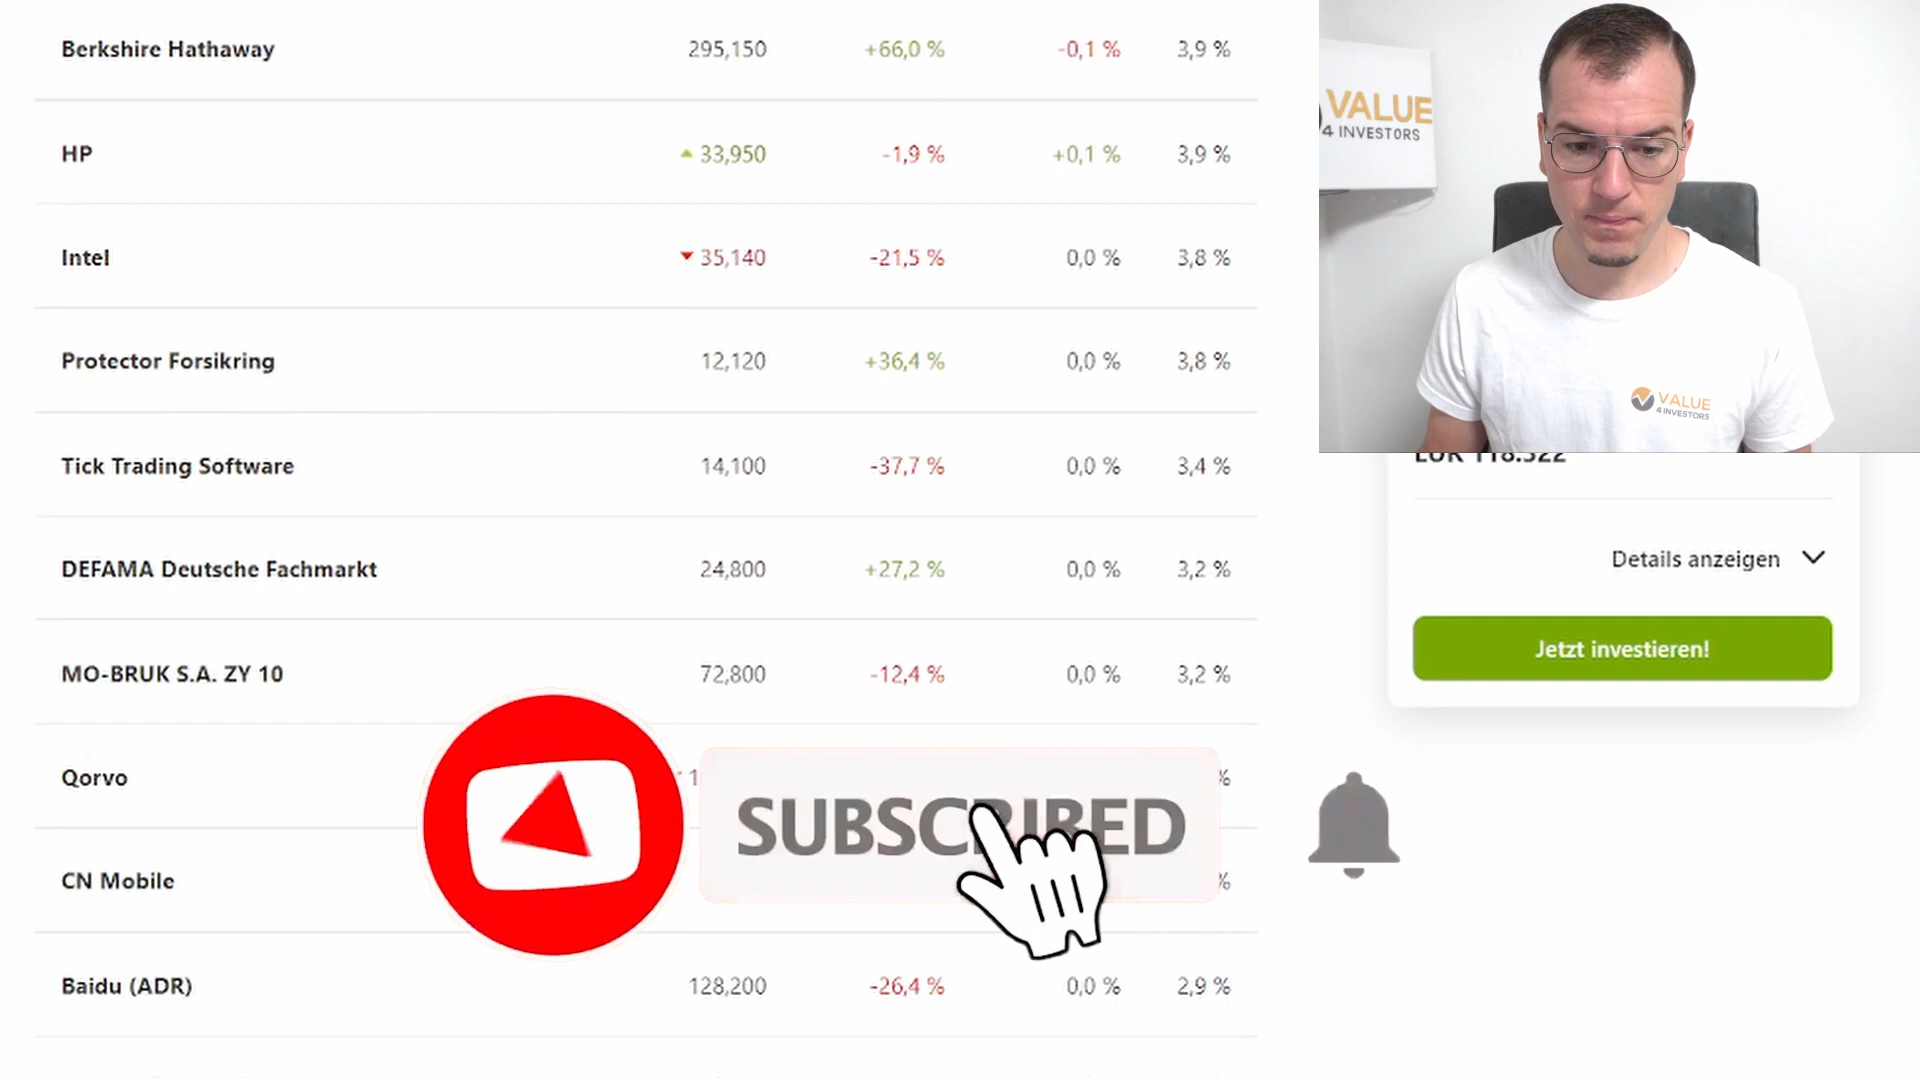 Berkshire Hathaway 295,150 +66,0 % -0,1 % 3,9 %
HP 33,950 -1,9 % +0,1 % 3,9 %
Intel 35,140 -21,5 % 0,0 % 3,8 %
Protector Forsikring 12,120 +36,4 % 0,0 % 3,8 %
Tick Trading Software 14,100 -37,7 % 0,0 % 3,4 %
DEFAMA Deutsche Fachmarkt 24,800 +27,2 % 0,0 % 3,2 %
MO-BRUK S.A. ZY 10 72,800 -12,4 % 0,0 % 3,2 %
Qorvo %
CN Mobile %
Baidu (ADR) 128,200 -26,4 % 0,0 % 2,9 %
SUBSCRIBED
VALUE
4 INVESTORS
VALUE
4 INVESTORS
EUR 118.522
Details anzeigen
Jetzt investieren!